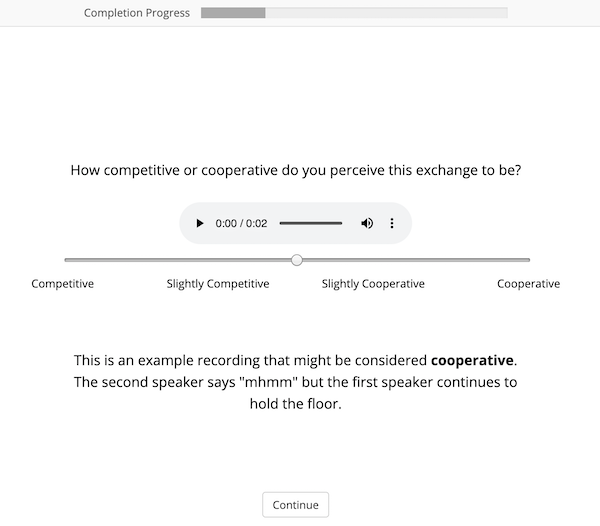 Completion Progress
How competitive or cooperative do you perceive this exchange to be?
0:00 / 0:02
Competitive Slightly Competitive Slightly Cooperative Cooperative
This is an example recording that might be considered cooperative.
The second speaker says "mhmm" but the first speaker continues to
hold the floor.
Continue